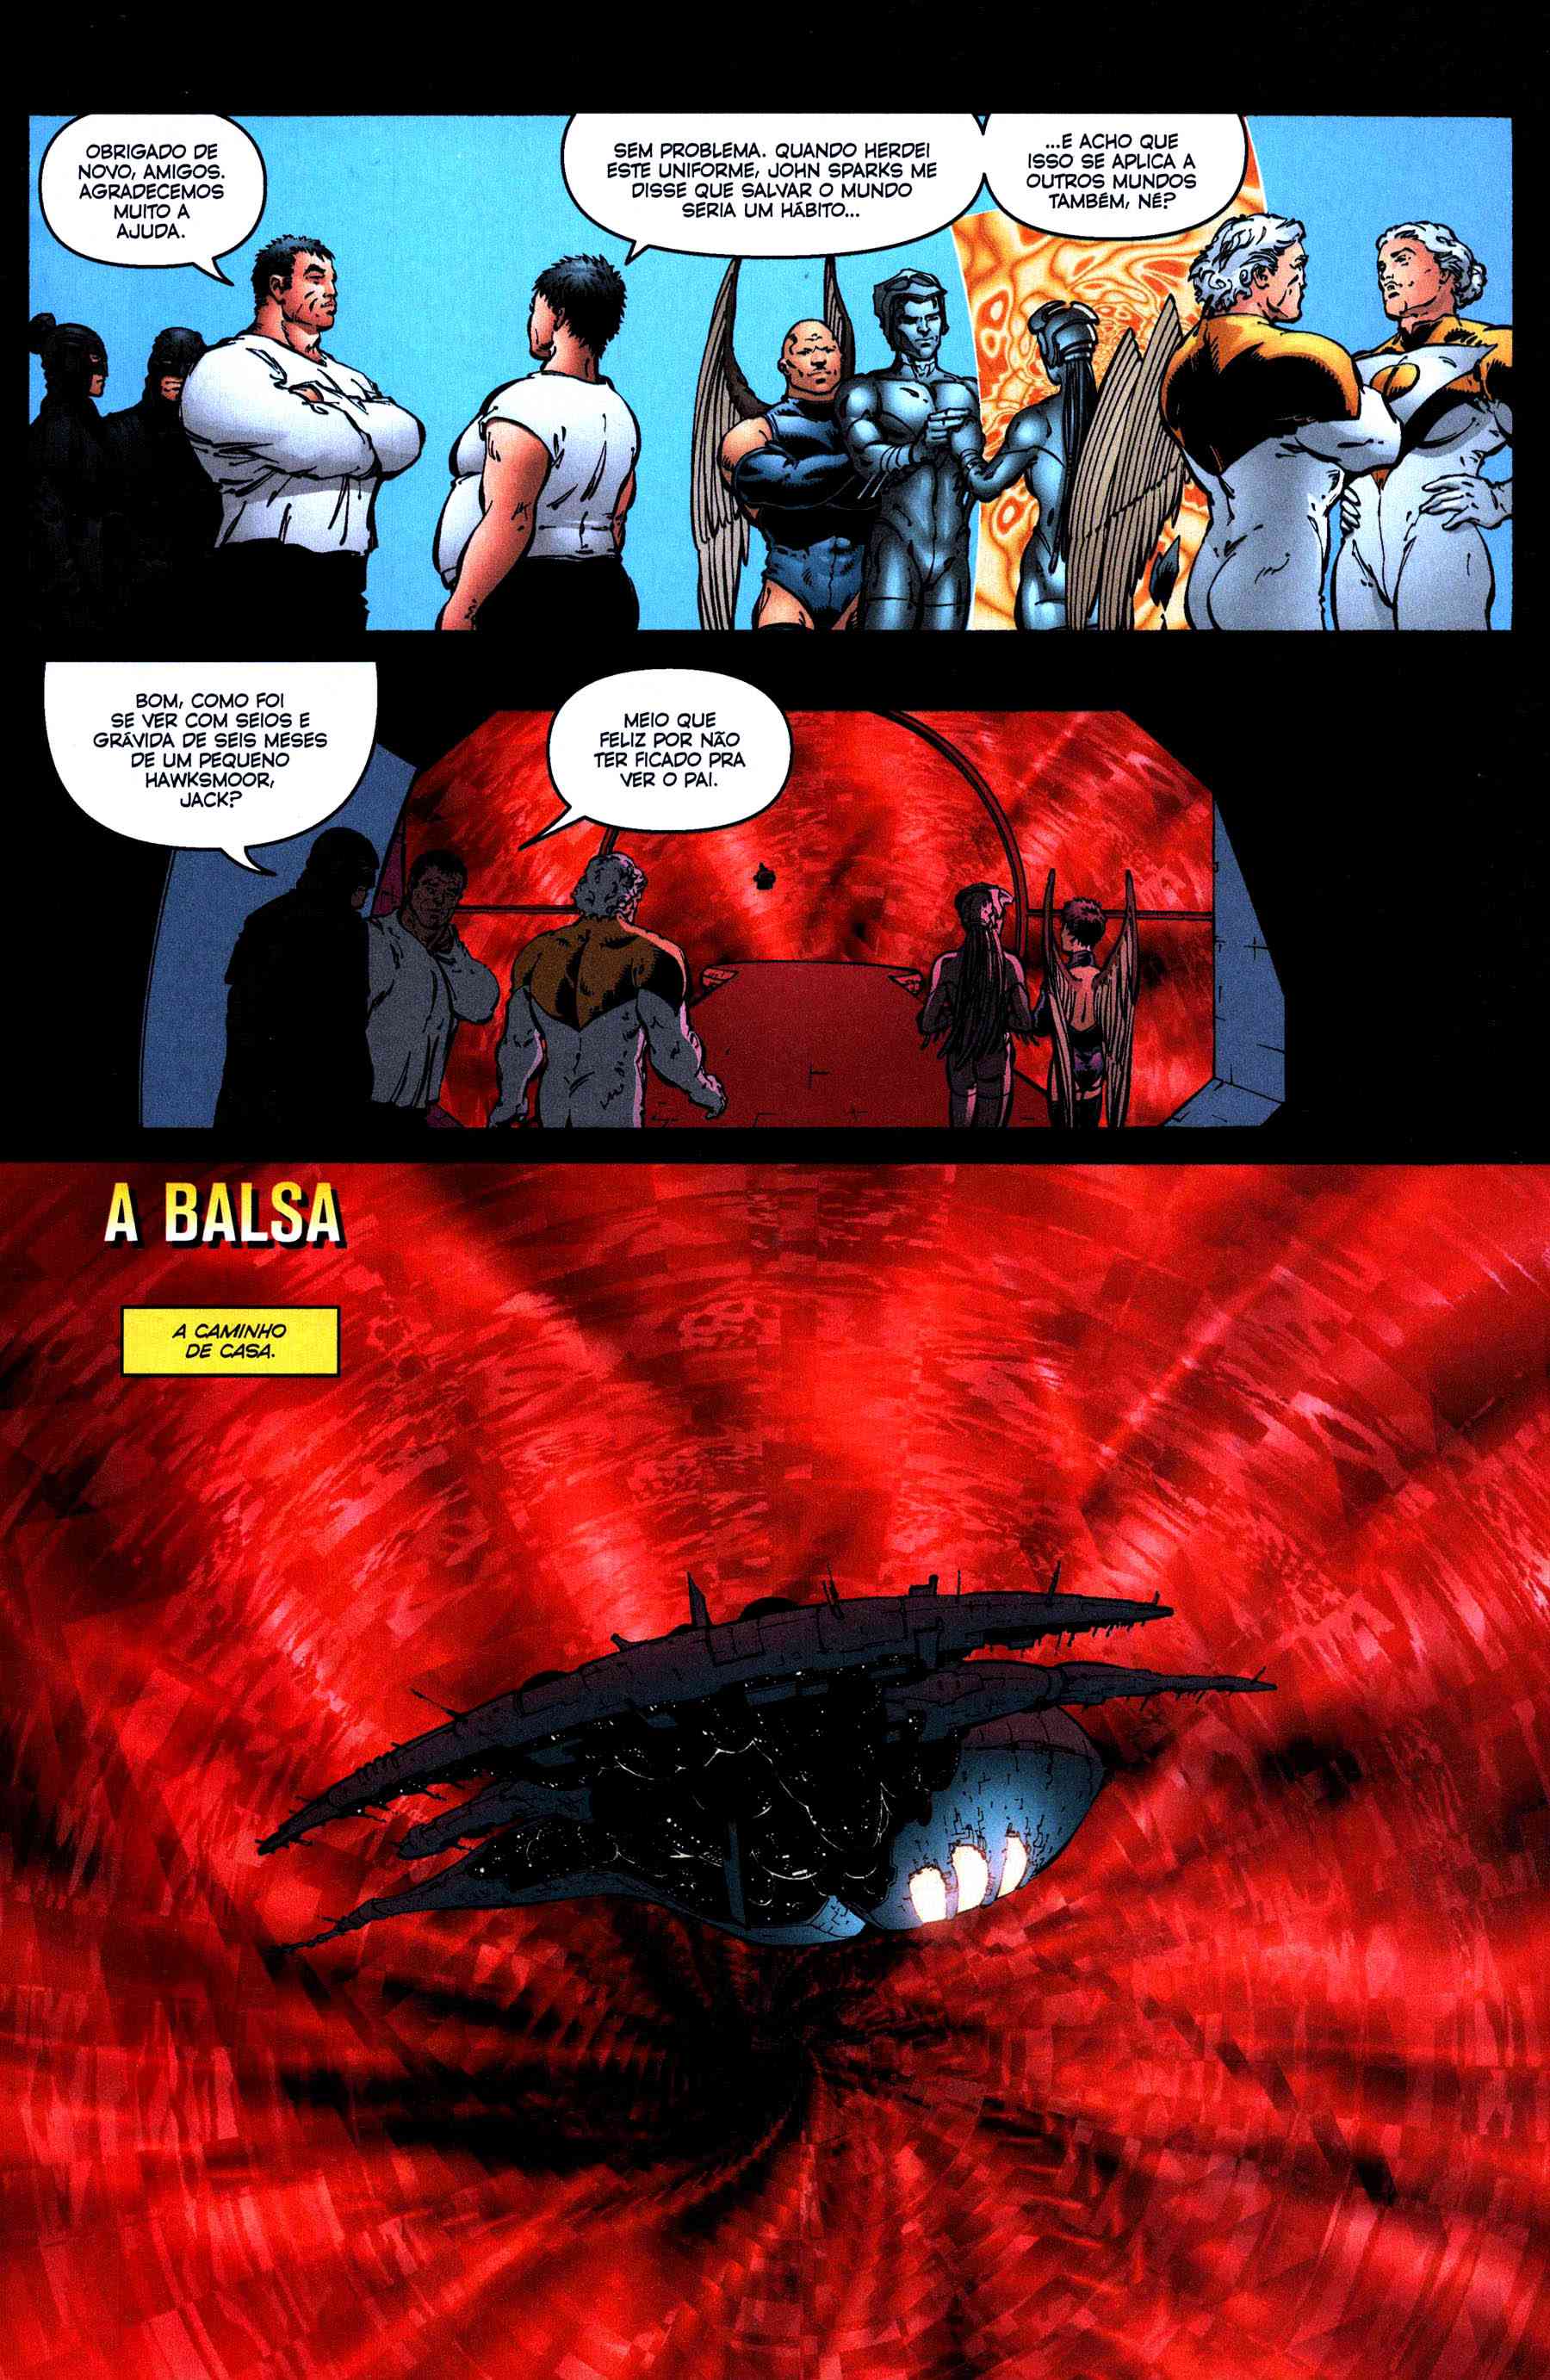 OBRIGADO DE
NOVO, AMIGOS.
AGRADECEMOS
MUITO A
AJUDA.
SEM PROBLEMA. QUANDO HERDEI
ESTE UNIFORME, JOHN SPARKS ME
DISSE QUE SALVAR O MUNDO
SERIA UM HÁBITO...
...E ACHO QUE
ISSO SE APLICA A
OUTROS MUNDOS
TAMBÉM, NÉ?
BOM, COMO FOI
SE VER COM SEIOS E
GRÁVIDA DE SEIS MESES
DE UM PEQUENO
HAWKSMOOR,
JACK?
MEIO QUE
FELIZ POR NÃO
TER FICADO PRA
VER O PAI.
A BALSA
A CAMINHO
DE CASA.